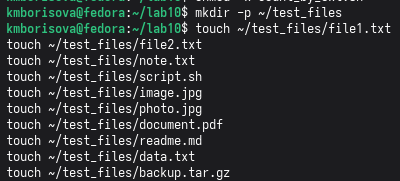 kmborisova@fedora:~/lab10$ mkdir -p ~/test_files
kmborisova@fedora:~/lab10$ touch ~/test_files/file1.txt
touch ~/test_files/file2.txt
touch ~/test_files/note.txt
touch ~/test_files/script.sh
touch ~/test_files/image.jpg
touch ~/test_files/photo.jpg
touch ~/test_files/document.pdf
touch ~/test_files/readme.md
touch ~/test_files/data.txt
touch ~/test_files/backup.tar.gz